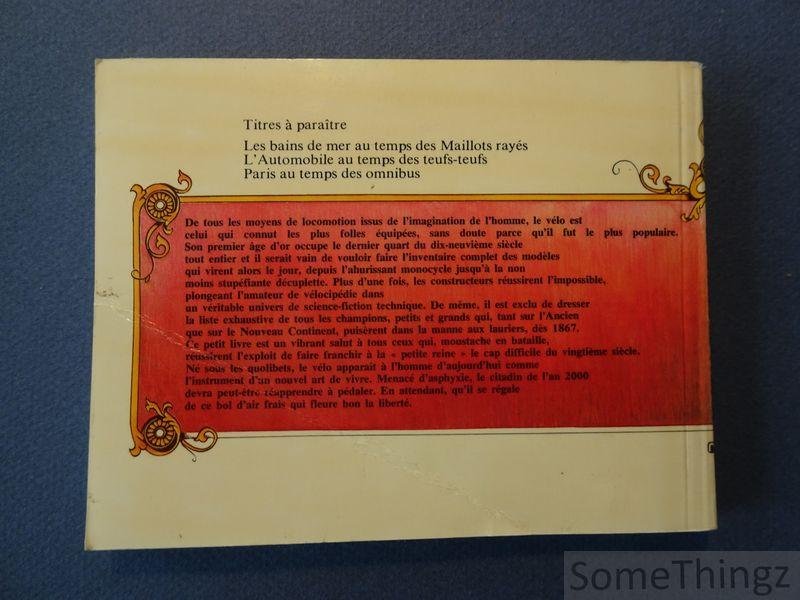 Titres à paraître
Les bains de mer au temps des Maillots rayés
L'Automobile au temps des teufs-teufs
Paris au temps des omnibus
De tous les moyens de locomotion issus de l'imagination de l'homme, le vélo est
celui qui connut les plus folles équipées, sans doute parce qu'il fut le plus populaire.
Son premier âge d'or occupe le dernier quart du dix-neuvième siècle
tout entier et il serait vain de vouloir faire l'inventaire complet des modèles
qui virent alors le jour, depuis l'ahurissant monocycle jusqu'à la non
moins stupéfiante décuplette. Plus d'une fois, les constructeurs réussirent l'impossible,
plongeant l'amateur de vélocipédie dans
un véritable univers de science-fiction technique. De même, il est exclu de dresser
la liste exhaustive de tous les champions, petits et grands qui, tant sur l'Ancien
que sur le Nouveau Continent, puisèrent dans la manne aux lauriers, dès 1867.
Ce petit livre est un vibrant salut à tous ceux qui, moustache en bataille,
réussirent l'exploit de faire franchir à la « petite reine » le cap difficile du vingtième siècle.
Né sous les quolibets, le vélo apparaît à l'homme d'aujourd'hui comme
l'instrument d'un nouvel art de vivre. Menacé d'asphyxie, le citadin de l'an 2000
devra peut-être réapprendre à pédaler. En attendant, qu'il se régale
de ce bol d'air frais qui fleure bon la liberté.
SomeThingz